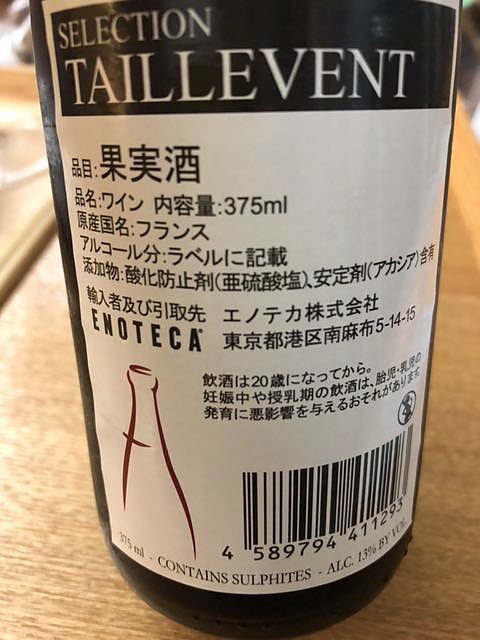 SELECTION
TAILLEVENT
品目:果実酒
品名:ワイン 内容量:375ml
原産国名:フランス
アルコール分:ラベルに記載
添加物:酸化防止剤(亜硫酸塩)、安定剤(アカシア)含有
輸入者及び引取先 エノテカ株式会社
ENOTECA® 東京都港区南麻布5-14-15
飲酒は20歳になってから。
妊娠中や授乳期の飲酒は、胎児・乳児の
発育に悪影響を与えるおそれがあります
4 589794 411293
375 ml - CONTAINS SULPHITES - ALC. 13% BY VOL.